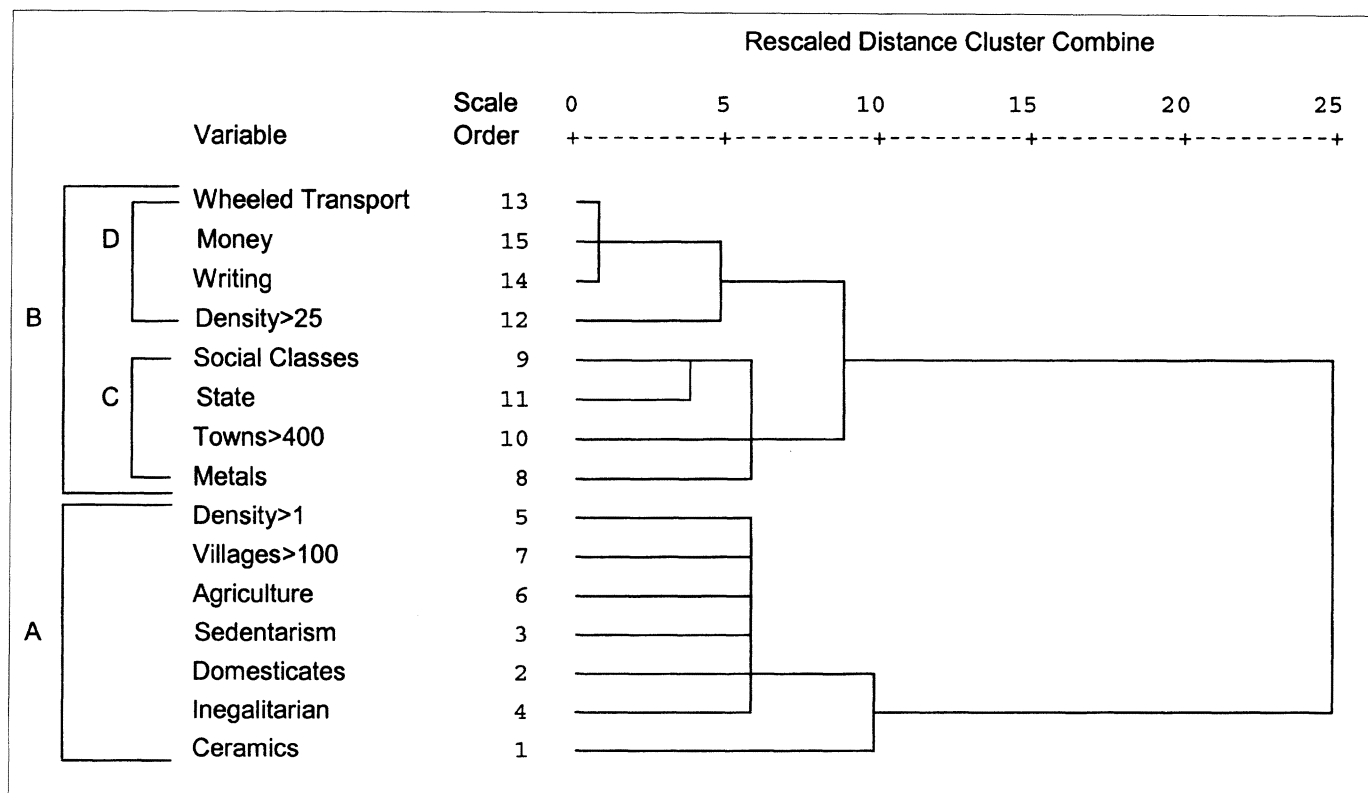 Rescaled Distance Cluster Combine
Scale 0 5 10 15 20 25
Variable Order +---------+---------+---------+---------+---------+
Wheeled Transport 13
D Money 15
Writing 14
B Density>25 12
Social Classes 9
C State 11
Towns>400 10
Metals 8
Density>1 5
Villages>100 7
Agriculture 6
A Sedentarism 3
Domesticates 2
Inegalitarian 4
Ceramics 1